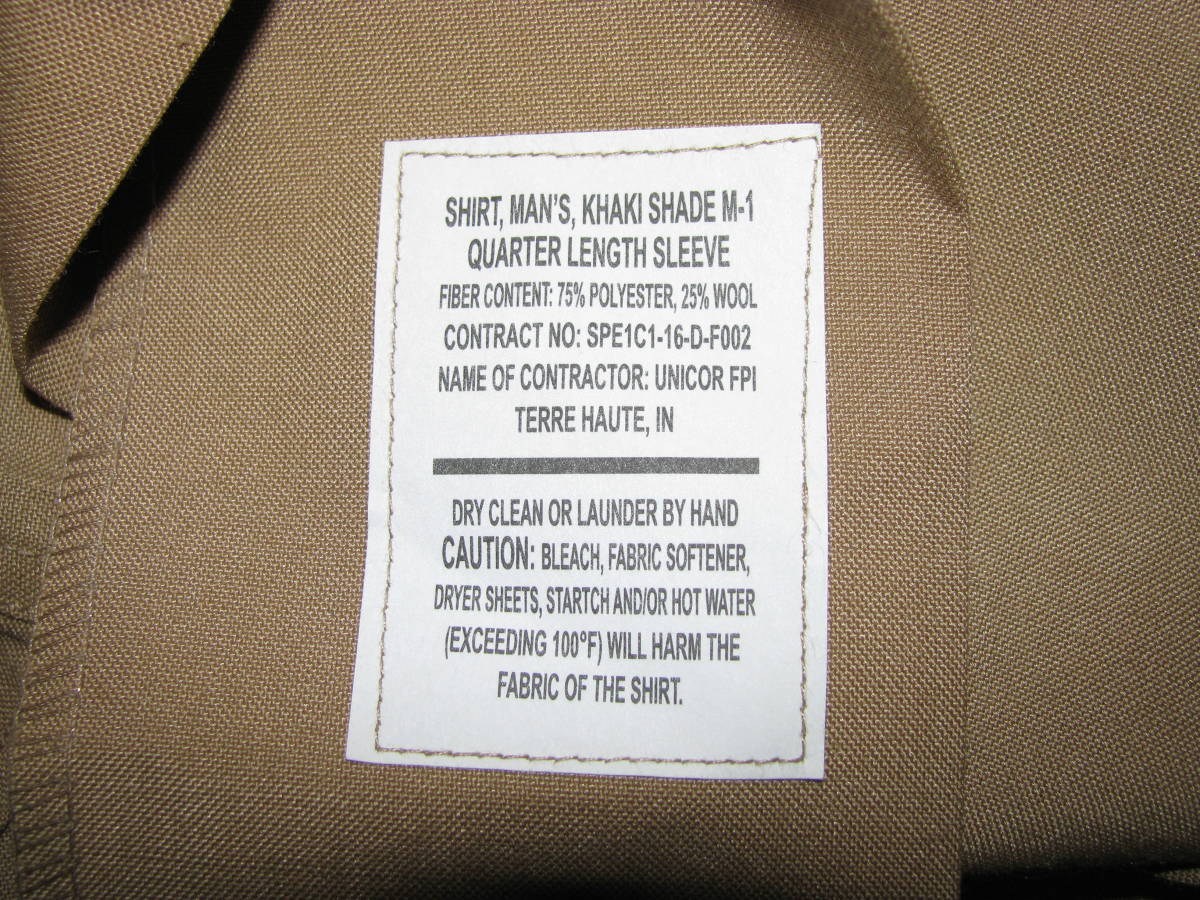 SHIRT, MAN'S, KHAKI SHADE M-1
QUARTER LENGTH SLEEVE
FIBER CONTENT: 75% POLYESTER, 25% WOOL
CONTRACT NO: SPE1C1-16-D-F002
NAME OF CONTRACTOR: UNICOR FPI
TERRE HAUTE, IN
DRY CLEAN OR LAUNDER BY HAND
CAUTION: BLEACH, FABRIC SOFTENER,
DRYER SHEETS, STARTCH AND/OR HOT WATER
(EXCEEDING 100°F) WILL HARM THE
FABRIC OF THE SHIRT.